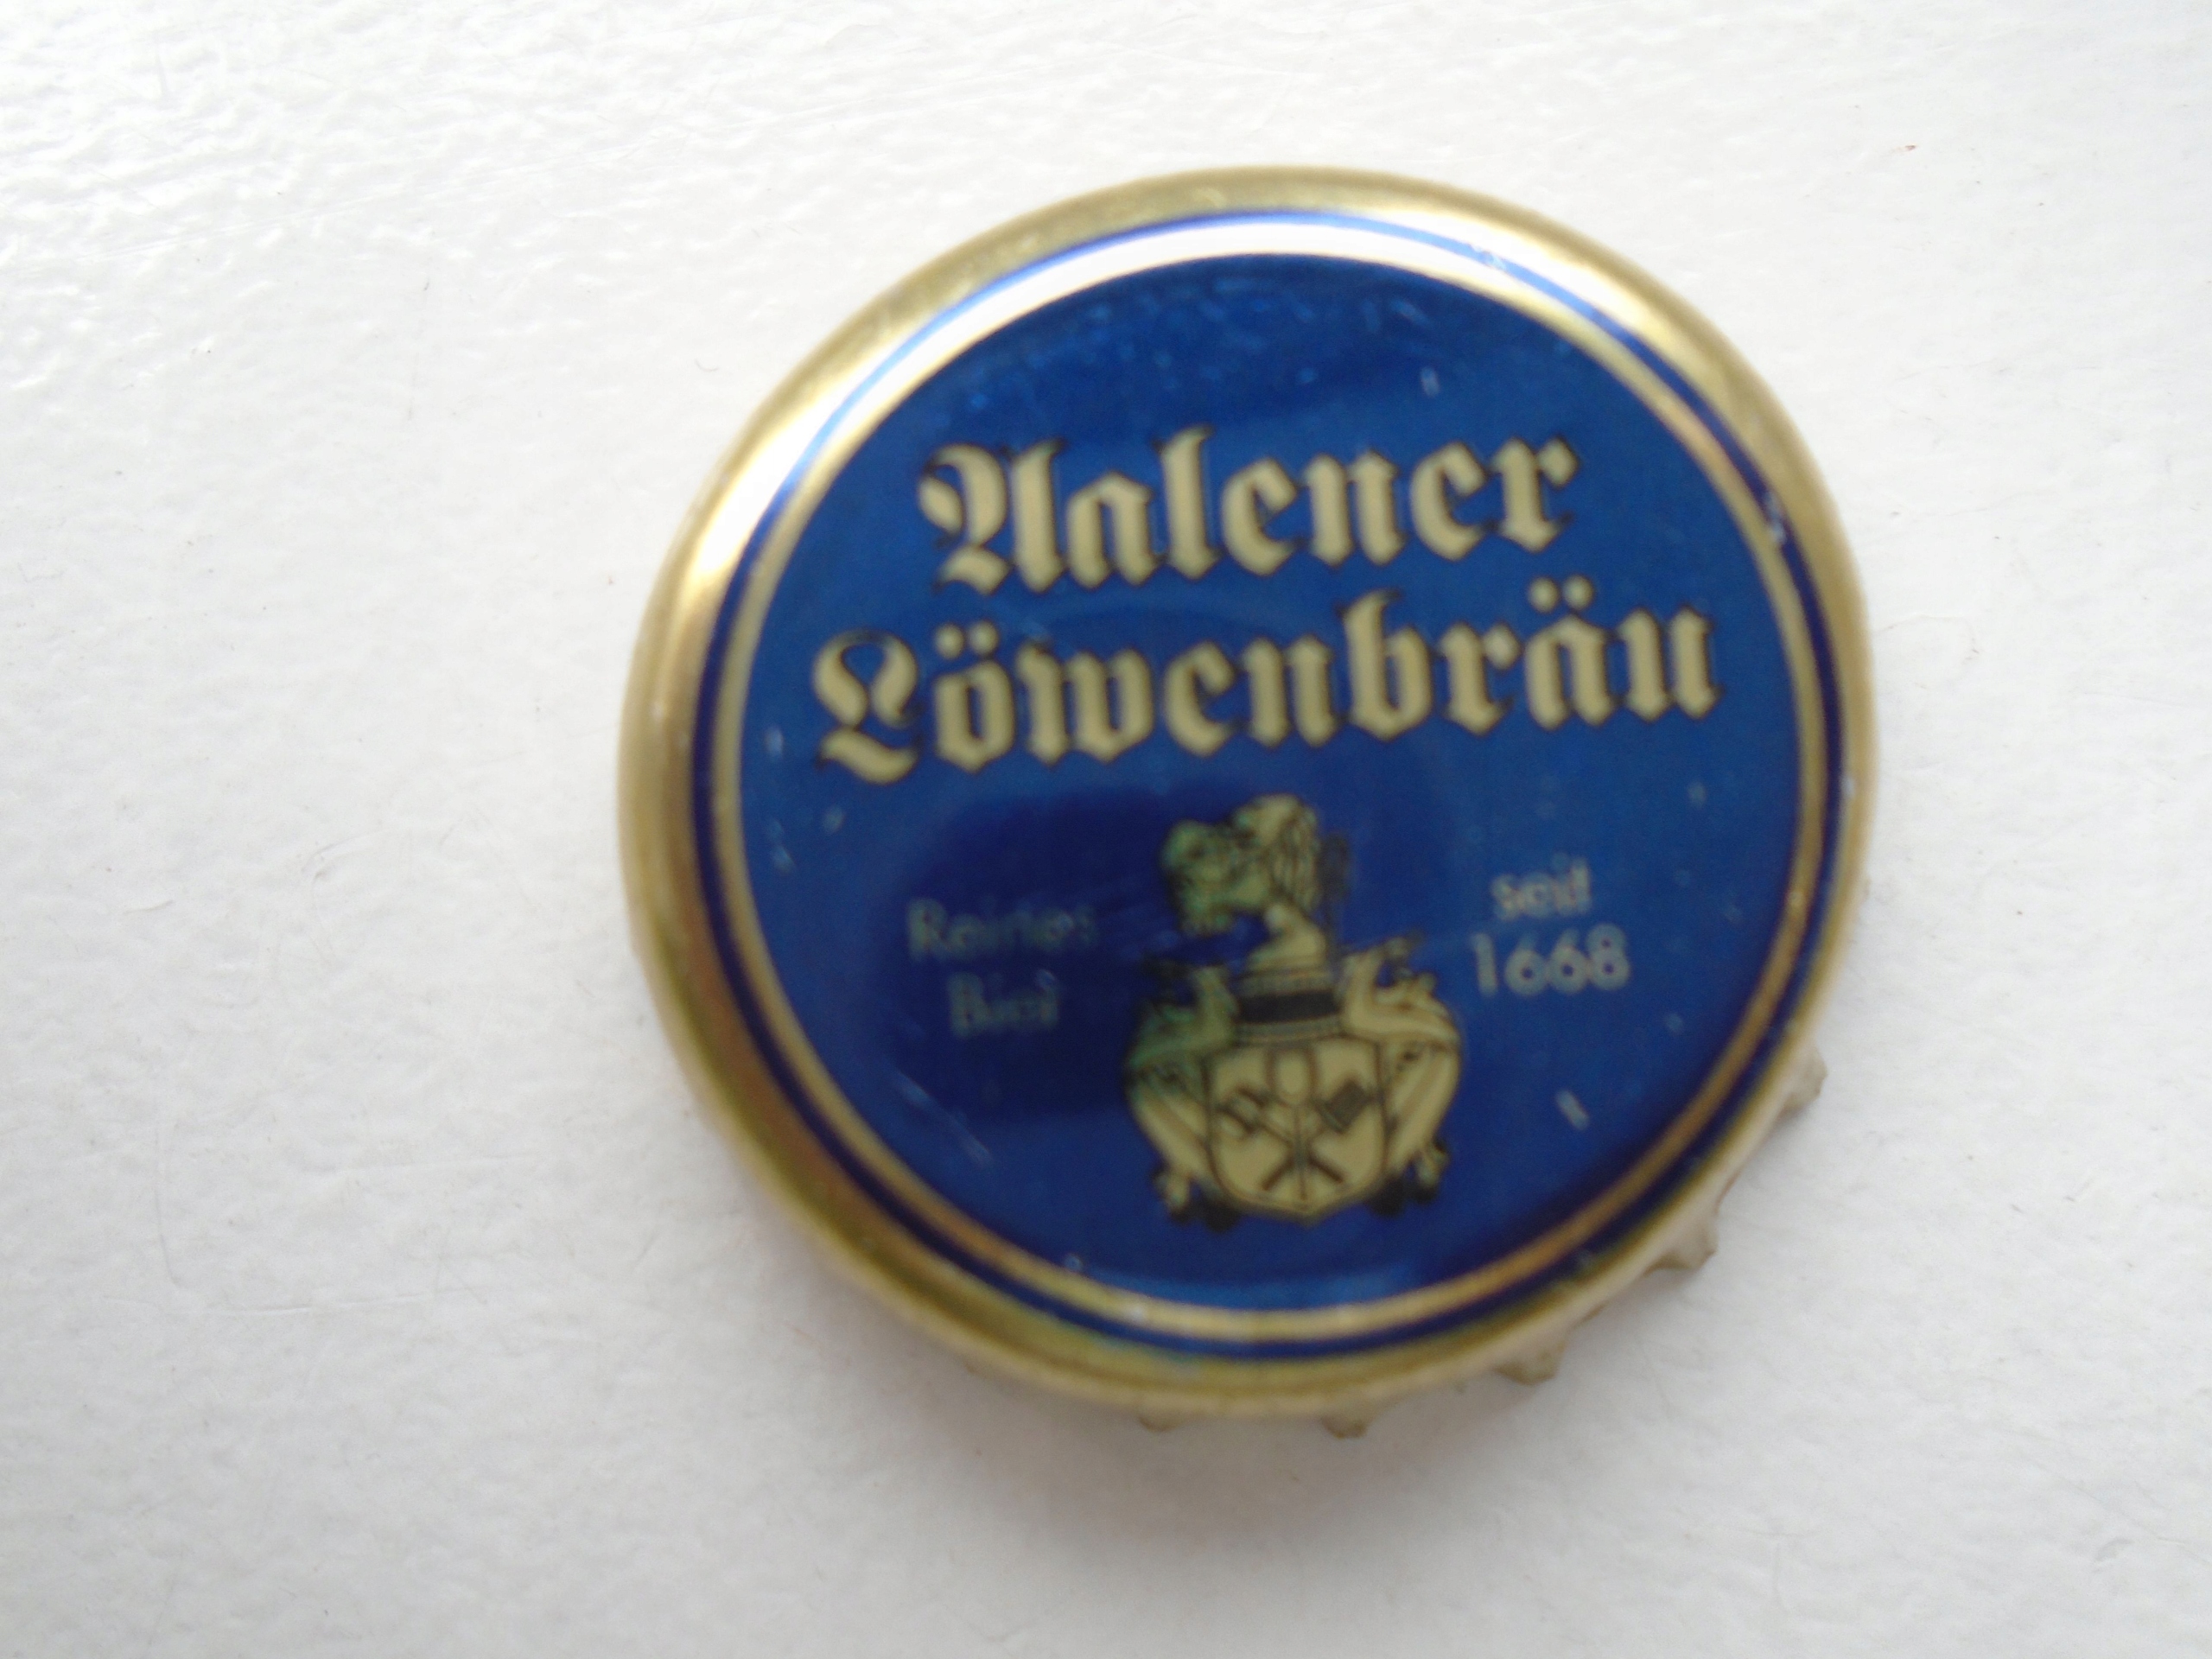 Aalener
Löwenbräu
Reines
Bier
seit
1668